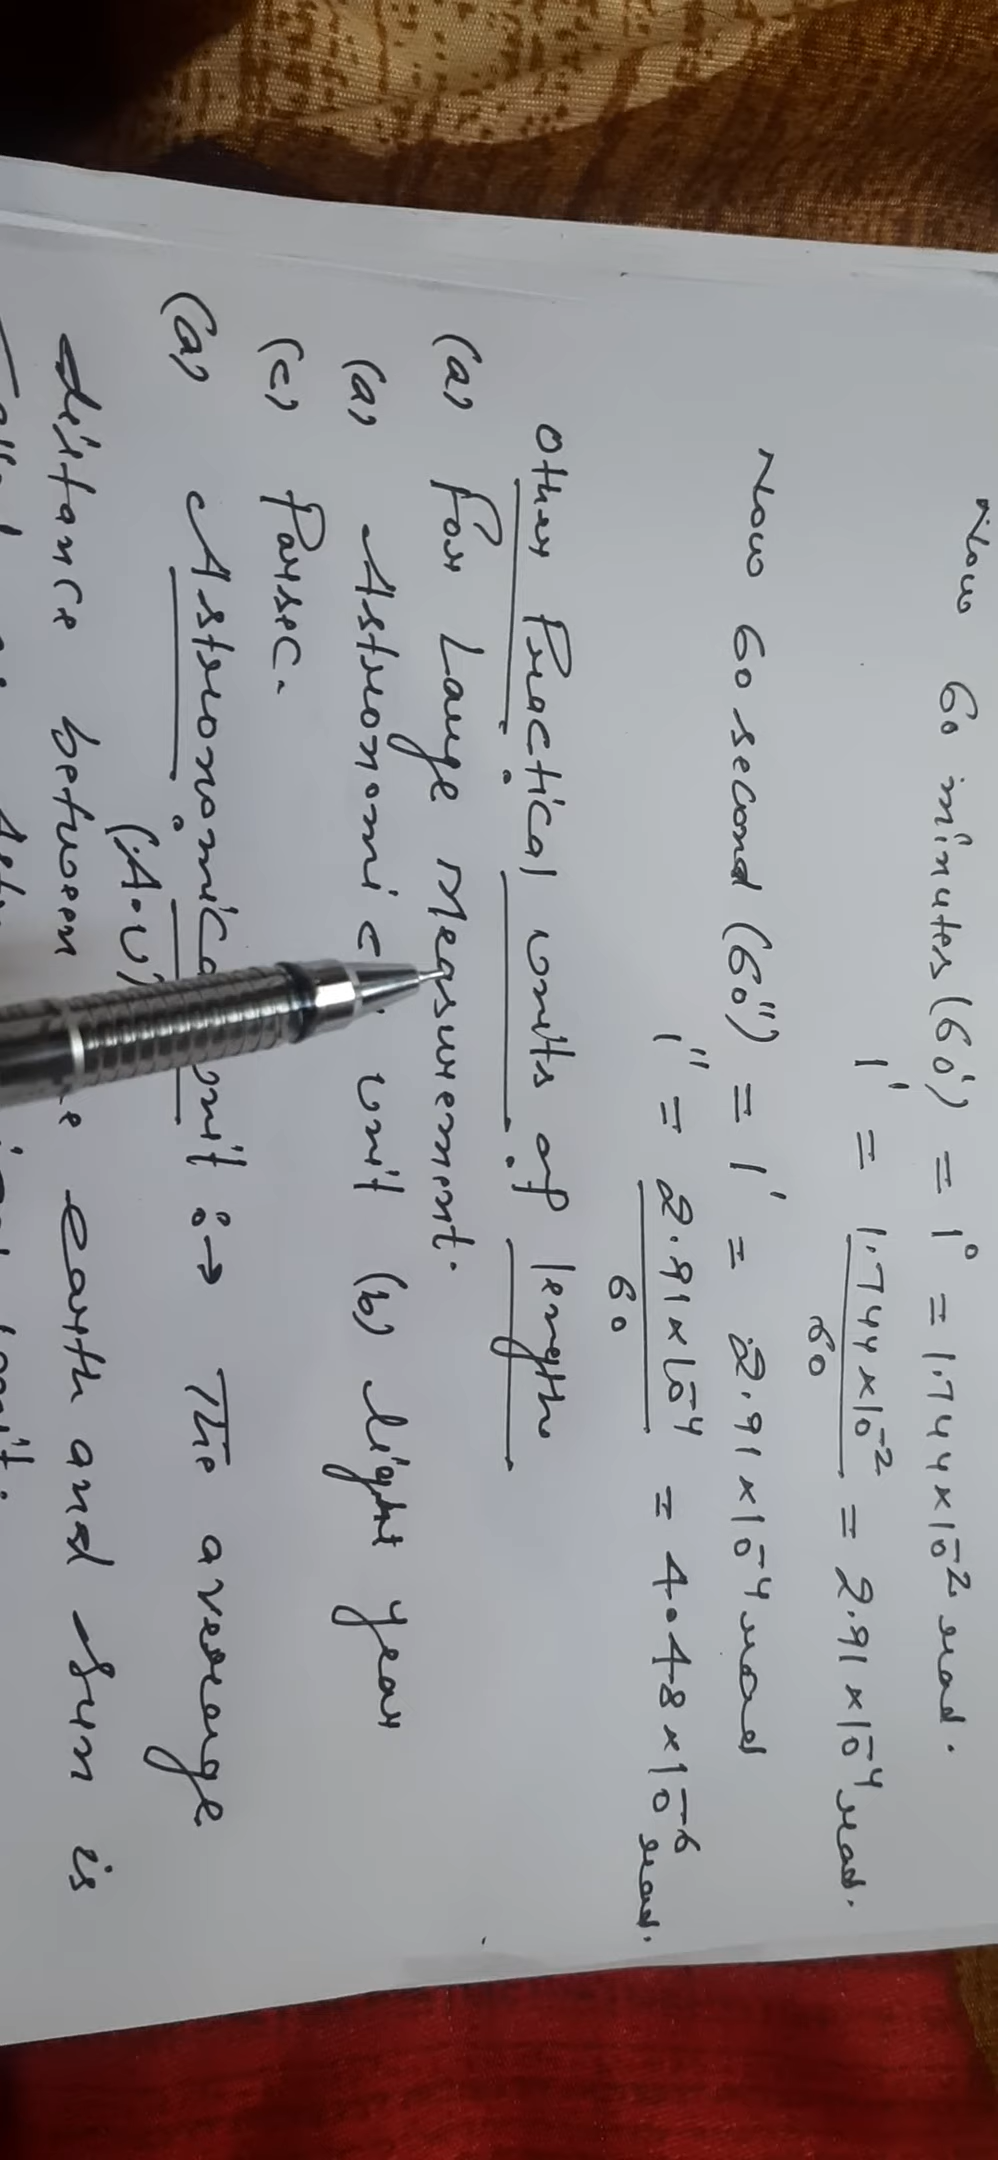 Now 60 minutes (60') = 1° = 1.744 × 10⁻² rad.
1' = 1.744 × 10⁻² / 60 = 2.91 × 10⁻⁴ rad.
Now 60 second (60") = 1' = 2.91 × 10⁻⁴ rad
1" = 2.91 × 10⁻⁴ / 60 = 4.48 × 10⁻⁶ rad.
Other Practical units of length
(a) For Large Measurement.
(a) Astronomic unit (b) light year
(c) Parsec.
(a) Astronomica unit :→ The average
(A.U)
distance between earth and Sun is